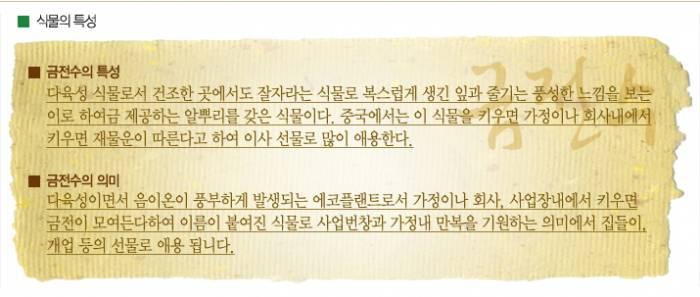 ■ 식물의 특성
금전수
■ 금전수의 특성
다육성 식물로서 건조한 곳에서도 잘자라는 식물로 복스럽게 생긴 잎과 줄기는 풍성한 느낌을 보는
이로 하여금 제공하는 알뿌리를 갖은 식물이다. 중국에서는 이 식물을 키우면 가정이나 회사내에서
키우면 재물운이 따른다고 하여 이사 선물로 많이 애용한다.
■ 금전수의 의미
다육성이면서 음이온이 풍부하게 발생되는 에코플랜트로서 가정이나 회사, 사업장내에서 키우면
금전이 모여든다하여 이름이 붙여진 식물로 사업번창과 가정내 만복을 기원하는 의미에서 집들이,
개업 등의 선물로 애용 됩니다.